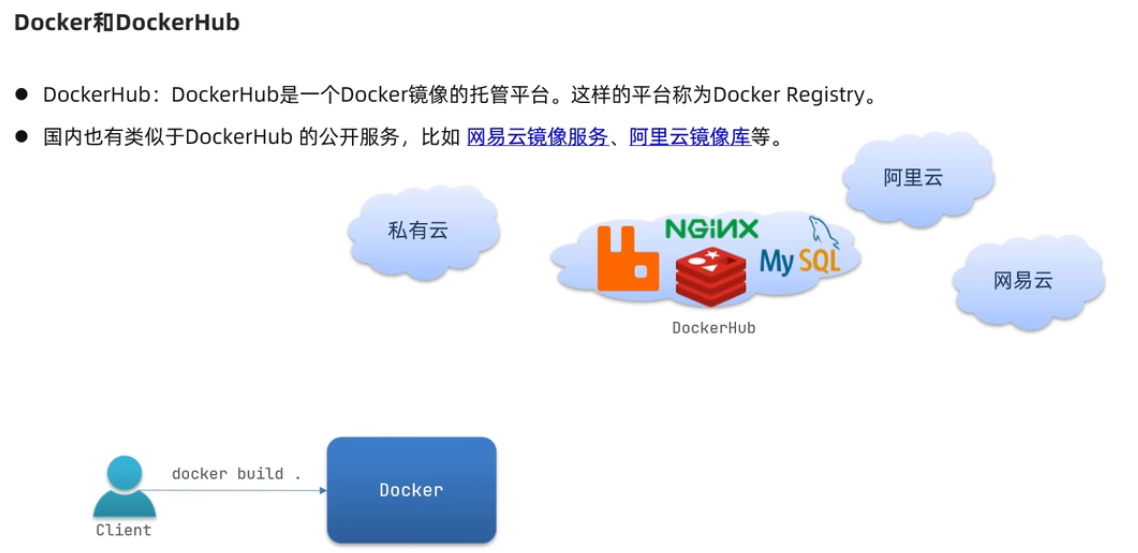 Docker和DockerHub
DockerHub：DockerHub是一个Docker镜像的托管平台。这样的平台称为Docker Registry。
国内也有类似于DockerHub 的公开服务，比如 网易云镜像服务、阿里云镜像库等。
阿里云
私有云
NGINX
MySQL
网易云
DockerHub
docker build .
Docker
Client